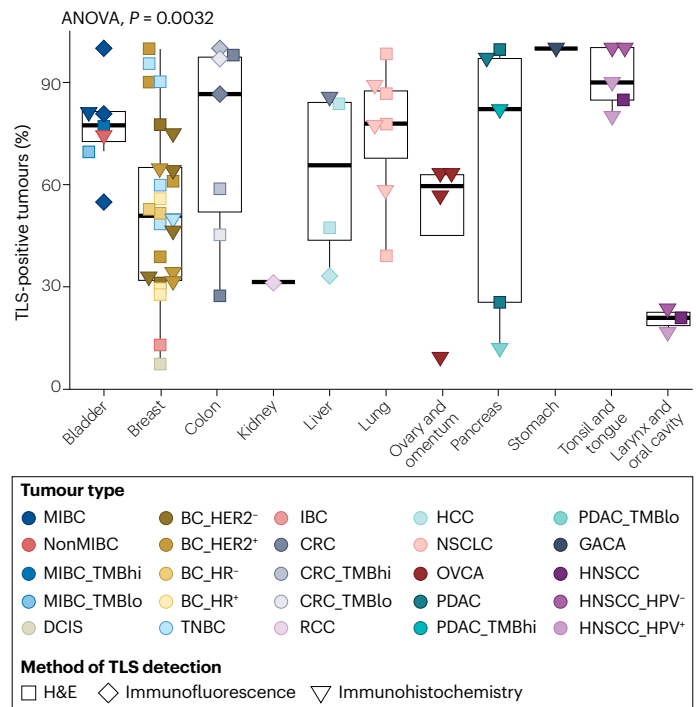 ANOVA, P = 0.0032
TLS-positive tumours (%)
90
60
30
0
Bladder
Breast
Colon
Kidney
Liver
Lung
Ovary and
omentum
Pancreas
Stomach
Tonsil and
tongue
Larynx and
oral cavity
Tumour type
MIBC BC_HER2⁻ IBC HCC PDAC_TMBlo
NonMIBC BC_HER2⁺ CRC NSCLC GACA
MIBC_TMBhi BC_HR⁻ CRC_TMBhi OVCA HNSCC
MIBC_TMBlo BC_HR⁺ CRC_TMBlo PDAC HNSCC_HPV⁻
DCIS TNBC RCC PDAC_TMBhi HNSCC_HPV⁺
Method of TLS detection
H&E Immunofluorescence Immunohistochemistry